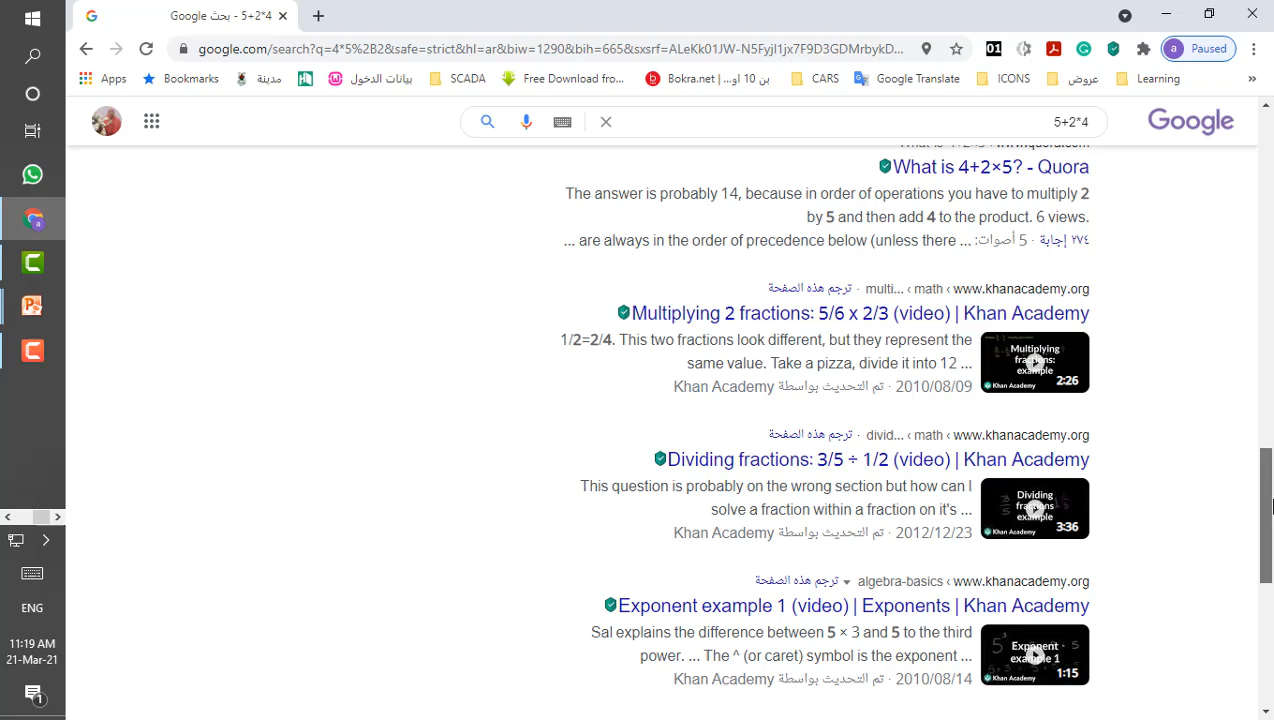 5+2*4 - بحث Google
google.com/search?q=4*5%2B2&safe=strict&hl=ar&biw=1290&bih=665&sxsrf=ALeKk01JW-N5Fyjl1jx7F9D3GDMrbykD...
01
a Paused
Apps Bookmarks مدينة بيانات الدخول SCADA Free Download fro... Bokra.net | ...بن 10 او CARS Google Translate ICONS عروض Learning »
5+2*4
Google
www.quora.com
What is 4+2×5? - Quora
The answer is probably 14, because in order of operations you have to multiply 2
by 5 and then add 4 to the product. 6 views.
٢٧٤ إجابة · 5 أصوات: ... are always in the order of precedence below (unless there ...
www.khanacademy.org › math › multi... · ترجم هذه الصفحة
Multiplying 2 fractions: 5/6 x 2/3 (video) | Khan Academy
1/2=2/4. This two fractions look different, but they represent the
same value. Take a pizza, divide it into 12 ...
2010/08/09 · تم التحديث بواسطة Khan Academy
Multiplying
fractions:
example
Khan Academy
2:26
www.khanacademy.org › math › divid... · ترجم هذه الصفحة
Dividing fractions: 3/5 ÷ 1/2 (video) | Khan Academy
This question is probably on the wrong section but how can I
solve a fraction within a fraction on it's ...
2012/12/23 · تم التحديث بواسطة Khan Academy
Dividing
fractions
example
Khan Academy
3:36
www.khanacademy.org › algebra-basics ترجم هذه الصفحة
Exponent example 1 (video) | Exponents | Khan Academy
Sal explains the difference between 5 × 3 and 5 to the third
power. ... The ^ (or caret) symbol is the exponent ...
2010/08/14 · تم التحديث بواسطة Khan Academy
Exponent
example 1
Khan Academy
1:15
ENG
11:19 AM
21-Mar-21
1